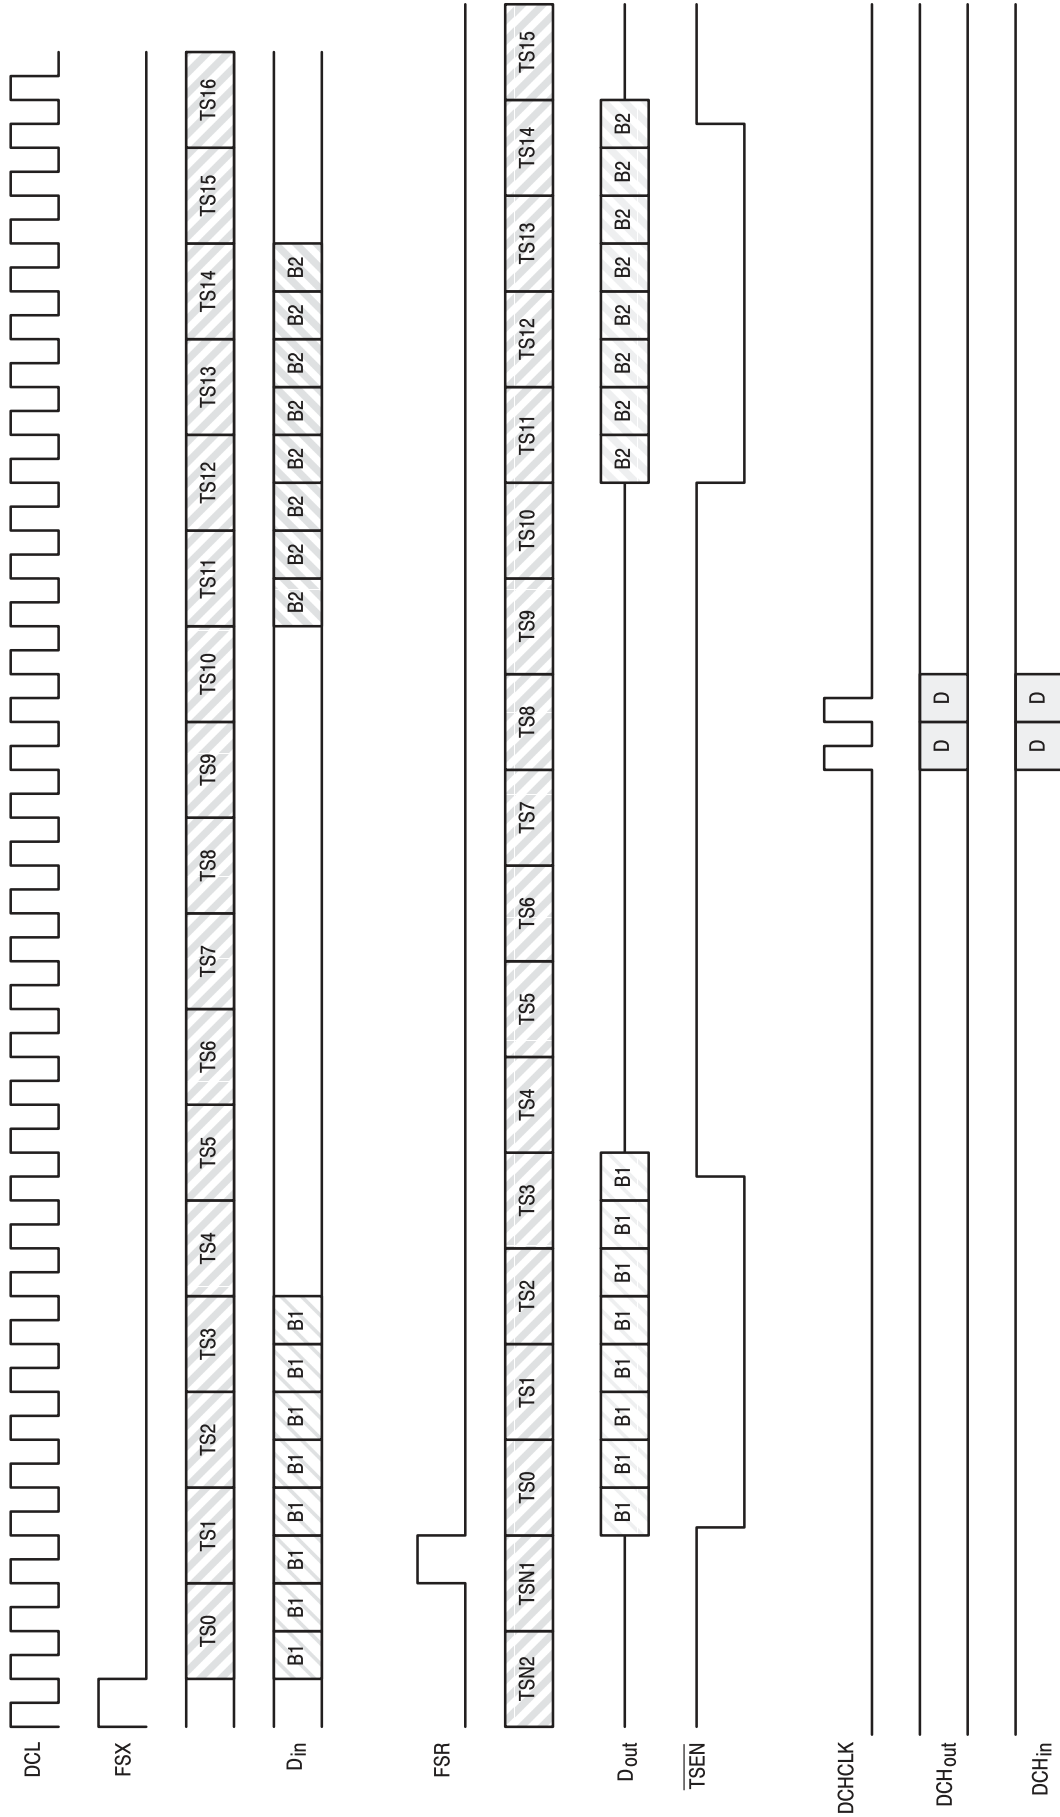 DCL
FSX
TS0 TS1 TS2 TS3 TS4 TS5 TS6 TS7 TS8 TS9 TS10 TS11 TS12 TS13 TS14 TS15 TS16
Din B1 B1 B1 B1 B1 B1 B1 B1 B2 B2 B2 B2 B2 B2 B2 B2
FSR
TSN2 TSN1 TS0 TS1 TS2 TS3 TS4 TS5 TS6 TS7 TS8 TS9 TS10 TS11 TS12 TS13 TS14 TS15
Dout B1 B1 B1 B1 B1 B1 B1 B1 B2 B2 B2 B2 B2 B2 B2 B2
TSEN
DCHCLK
DCHout D D
DCHin D D